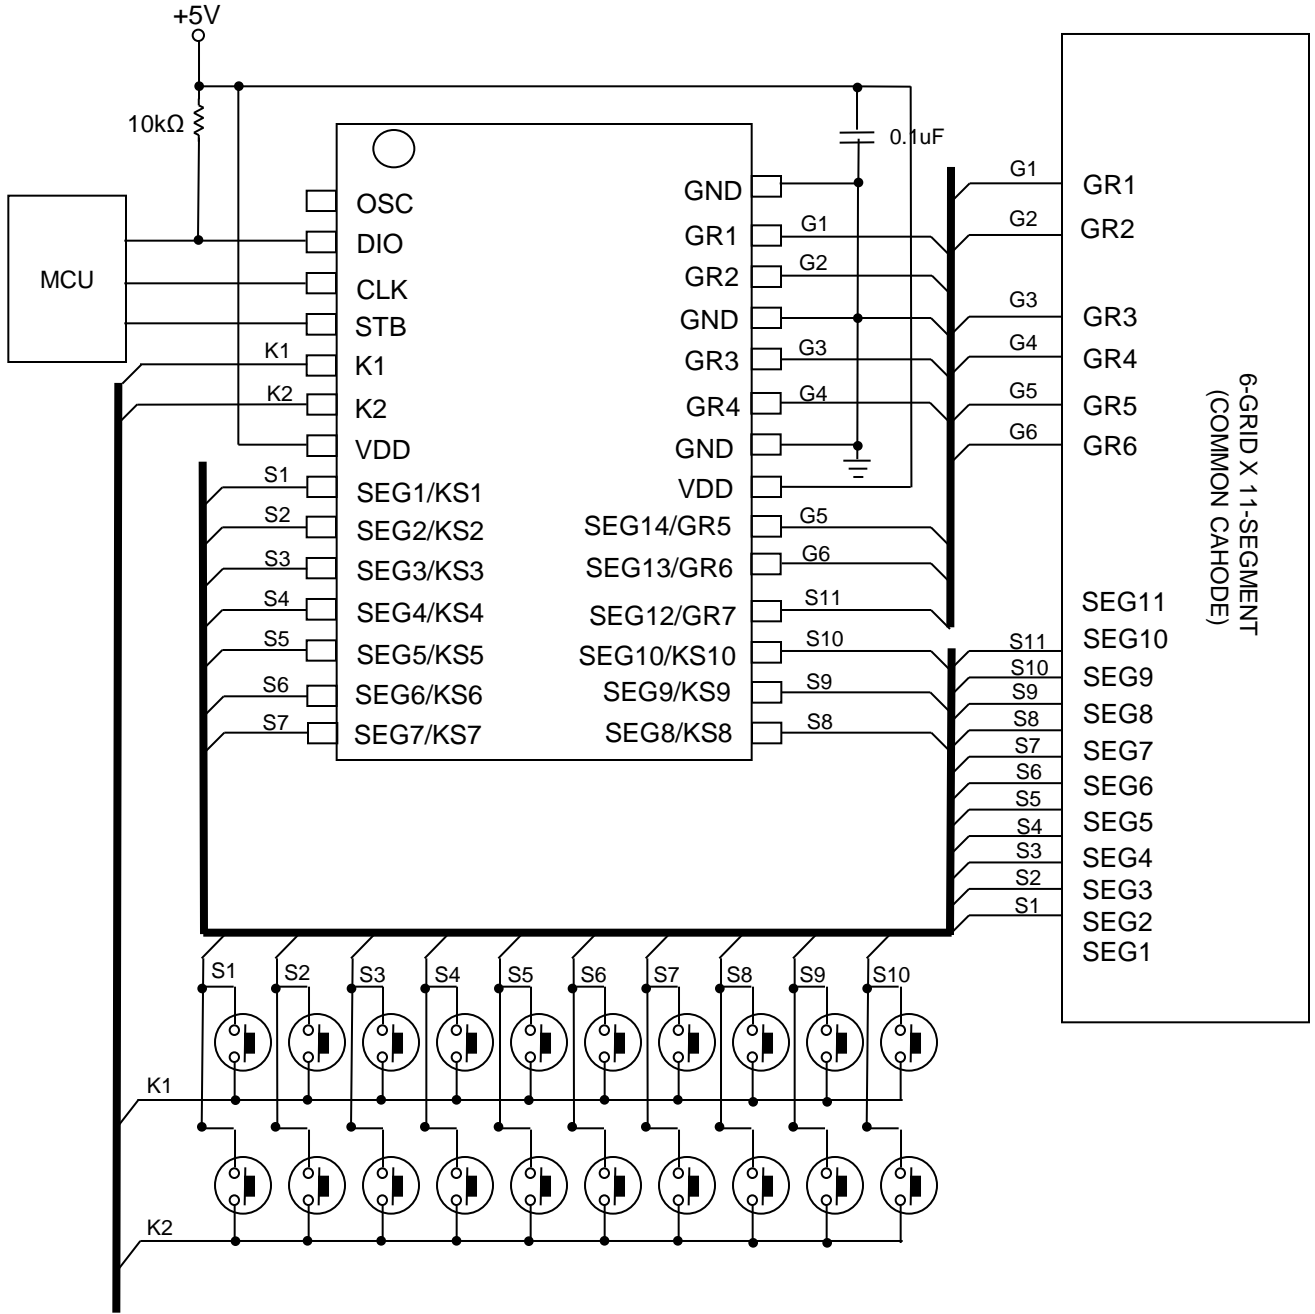 +5V
10kΩ
0.1uF
MCU
OSC
DIO
CLK
STB
K1
K1
K2
K2
VDD
S1
SEG1/KS1
S2
SEG2/KS2
S3
SEG3/KS3
S4
SEG4/KS4
S5
SEG5/KS5
S6
SEG6/KS6
S7
SEG7/KS7
GND
GR1
G1
GR2
G2
GND
GR3
G3
GR4
G4
GND
VDD
SEG14/GR5
G5
SEG13/GR6
G6
SEG12/GR7
S11
SEG10/KS10
S10
SEG9/KS9
S9
SEG8/KS8
S8
G1
GR1
G2
GR2
G3
GR3
G4
GR4
G5
GR5
G6
GR6
6-GRID X 11-SEGMENT
(COMMON CAHODE)
SEG11
S11
SEG10
S10
SEG9
S9
SEG8
S8
SEG7
S7
SEG6
S6
SEG5
S5
SEG4
S4
SEG3
S3
SEG2
S2
SEG1
S1
S1 S2 S3 S4 S5 S6 S7 S8 S9 S10
K1
K2